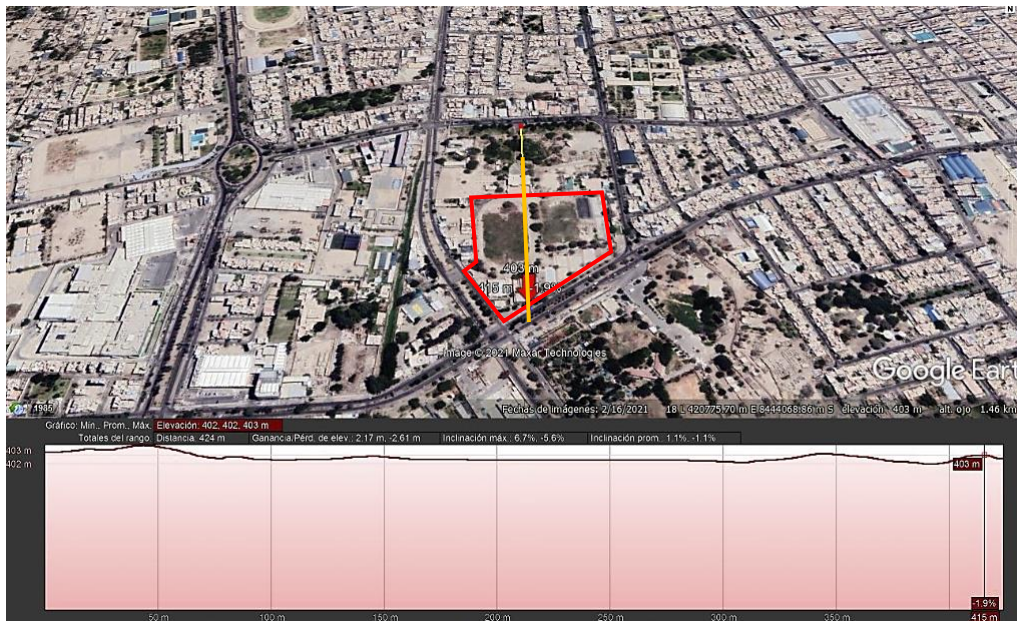 N
403 m
415 m -1.9%
Image © 2021 Maxar Technologies
Google Eart
1985
Fechas de imágenes: 2/16/2021 18 L 420775.70 m E 8444068.86 m S elevación 403 m alt. ojo 1.46 km
Gráfico: Mín., Prom., Máx. Elevación: 402, 402, 403 m
Totales del rango: Distancia: 424 m Ganancia/Pérd. de elev.: 2.17 m, -2.61 m Inclinación máx.: 6.7%, -5.6% Inclinación prom.: 1.1%, -1.1%
403 m
402 m
403 m
-1.9%
50 m 100 m 150 m 200 m 250 m 300 m 350 m 415 m